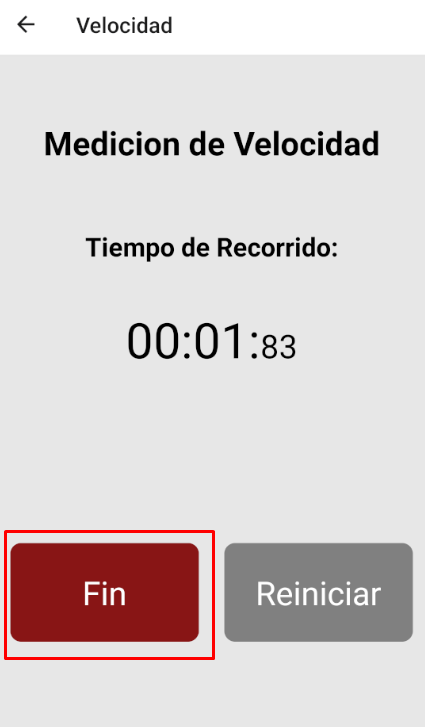 Velocidad
Medicion de Velocidad
Tiempo de Recorrido:
00:01:83
Fin
Reiniciar